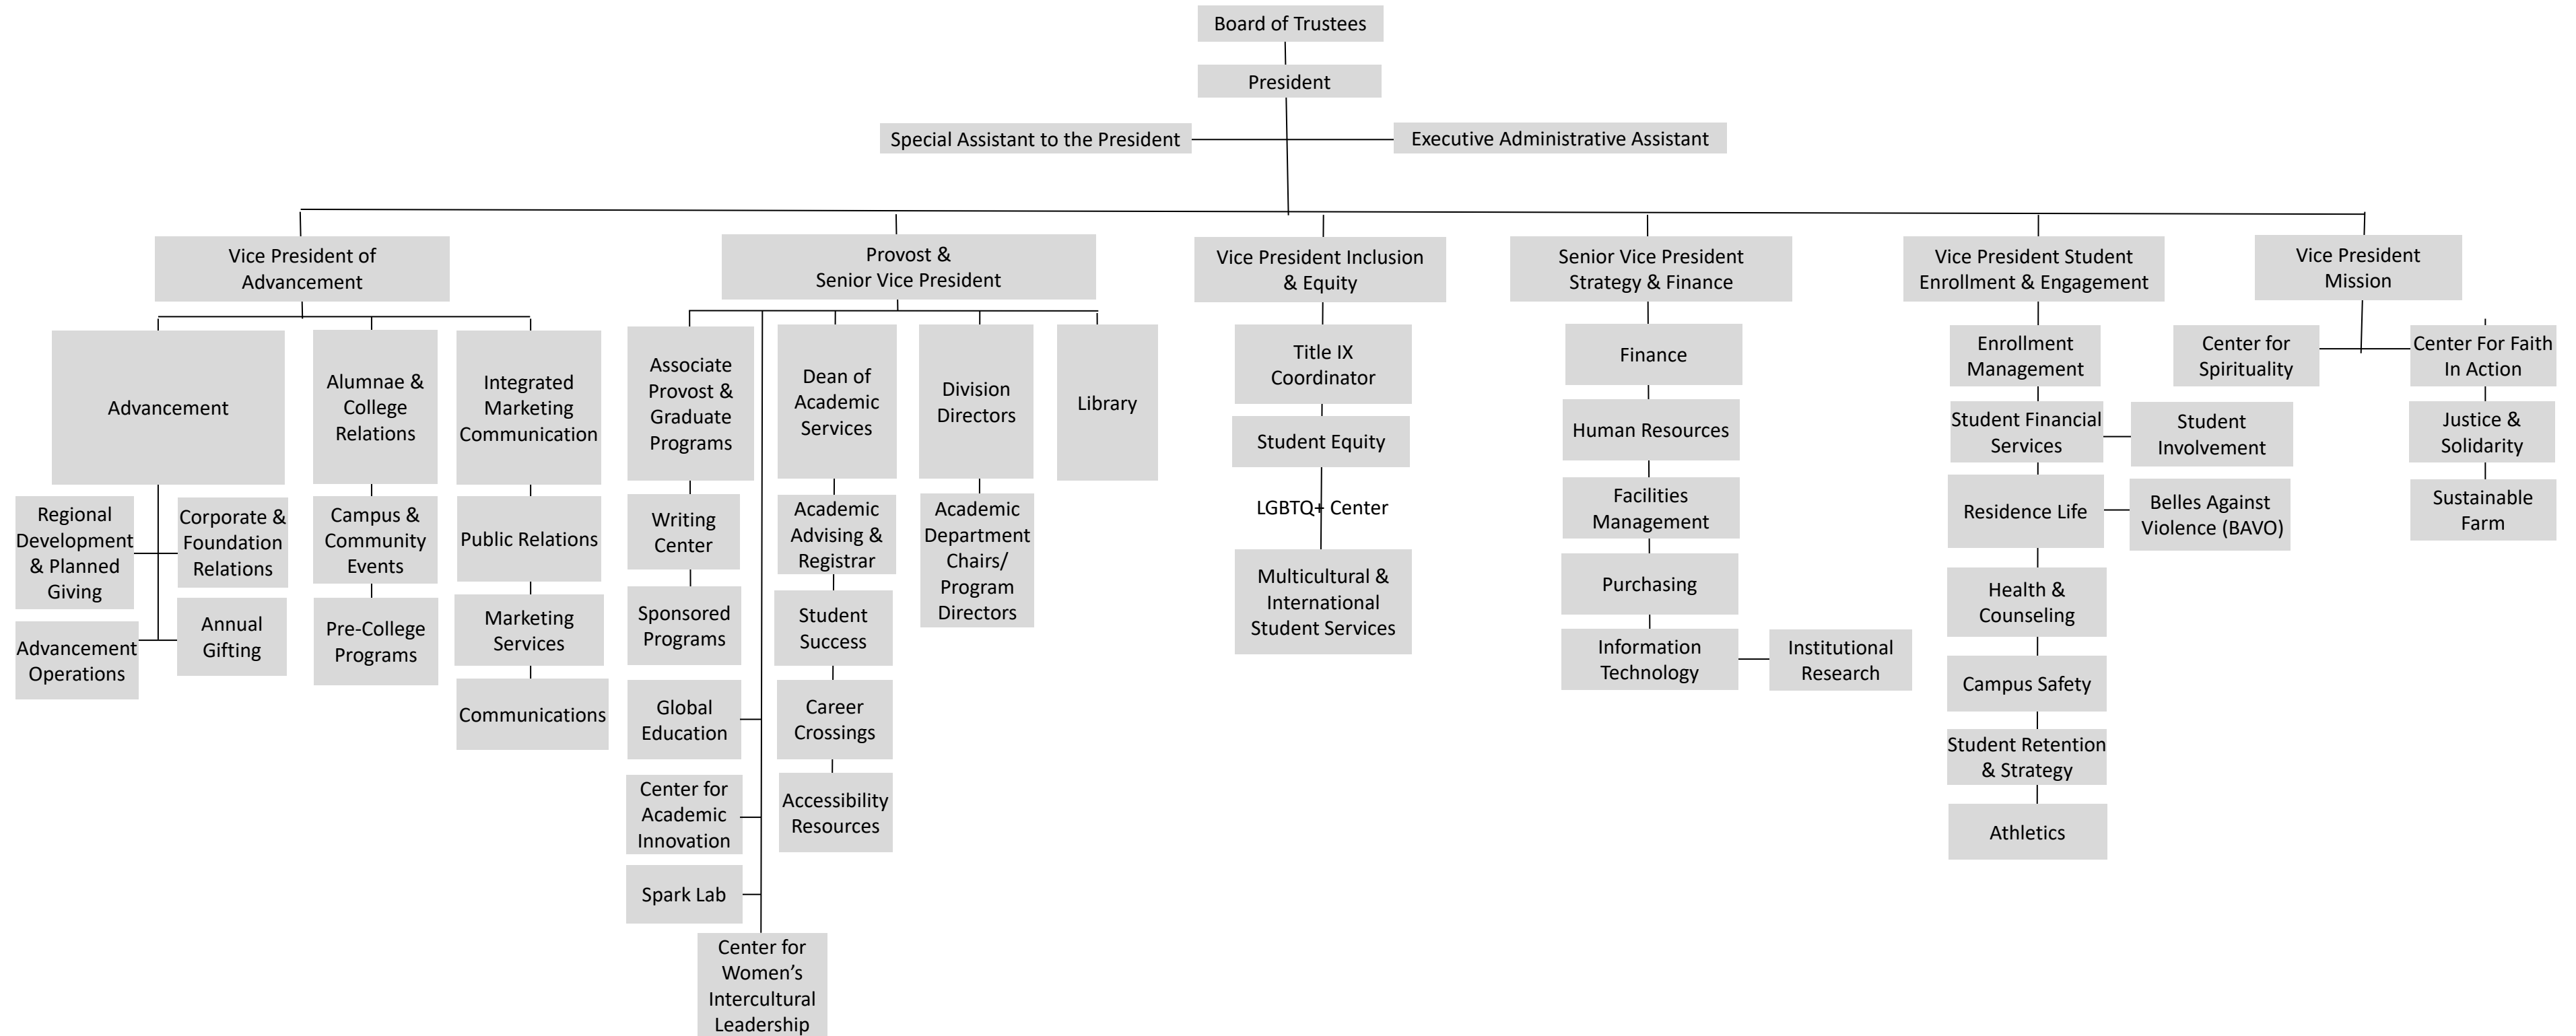 Board of Trustees
President
Special Assistant to the President
Executive Administrative Assistant
Vice President of
Advancement
Advancement
Regional
Development
& Planned
Giving
Corporate &
Foundation
Relations
Advancement
Operations
Annual
Gifting
Alumnae &
College
Relations
Campus &
Community
Events
Pre-College
Programs
Integrated
Marketing
Communication
Public Relations
Marketing
Services
Communications
Provost &
Senior Vice President
Associate
Provost &
Graduate
Programs
Writing
Center
Sponsored
Programs
Global
Education
Center for
Academic
Innovation
Spark Lab
Center for
Women’s
Intercultural
Leadership
Dean of
Academic
Services
Academic
Advising &
Registrar
Student
Success
Career
Crossings
Accessibility
Resources
Division
Directors
Academic
Department
Chairs/
Program
Directors
Library
Vice President Inclusion
& Equity
Title IX
Coordinator
Student Equity
LGBTQ+ Center
Multicultural &
International
Student Services
Senior Vice President
Strategy & Finance
Finance
Human Resources
Facilities
Management
Purchasing
Information
Technology
Institutional
Research
Vice President Student
Enrollment & Engagement
Enrollment
Management
Student Financial
Services
Student
Involvement
Residence Life
Belles Against
Violence (BAVO)
Health &
Counseling
Campus Safety
Student Retention
& Strategy
Athletics
Vice President
Mission
Center for
Spirituality
Center For Faith
In Action
Justice &
Solidarity
Sustainable
Farm